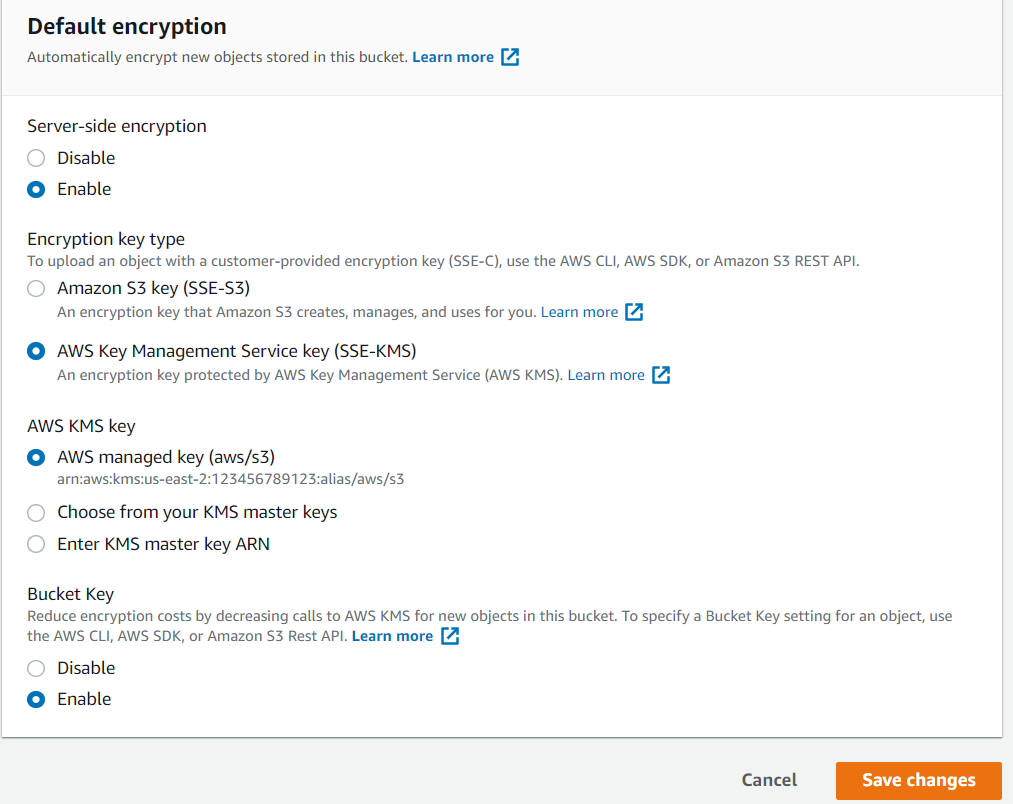 Default encryption
Automatically encrypt new objects stored in this bucket. Learn more
Server-side encryption
Disable
Enable
Encryption key type
To upload an object with a customer-provided encryption key (SSE-C), use the AWS CLI, AWS SDK, or Amazon S3 REST API.
Amazon S3 key (SSE-S3)
An encryption key that Amazon S3 creates, manages, and uses for you. Learn more
AWS Key Management Service key (SSE-KMS)
An encryption key protected by AWS Key Management Service (AWS KMS). Learn more
AWS KMS key
AWS managed key (aws/s3)
arn:aws:kms:us-east-2:123456789123:alias/aws/s3
Choose from your KMS master keys
Enter KMS master key ARN
Bucket Key
Reduce encryption costs by decreasing calls to AWS KMS for new objects in this bucket. To specify a Bucket Key setting for an object, use
the AWS CLI, AWS SDK, or Amazon S3 Rest API. Learn more
Disable
Enable
Cancel Save changes